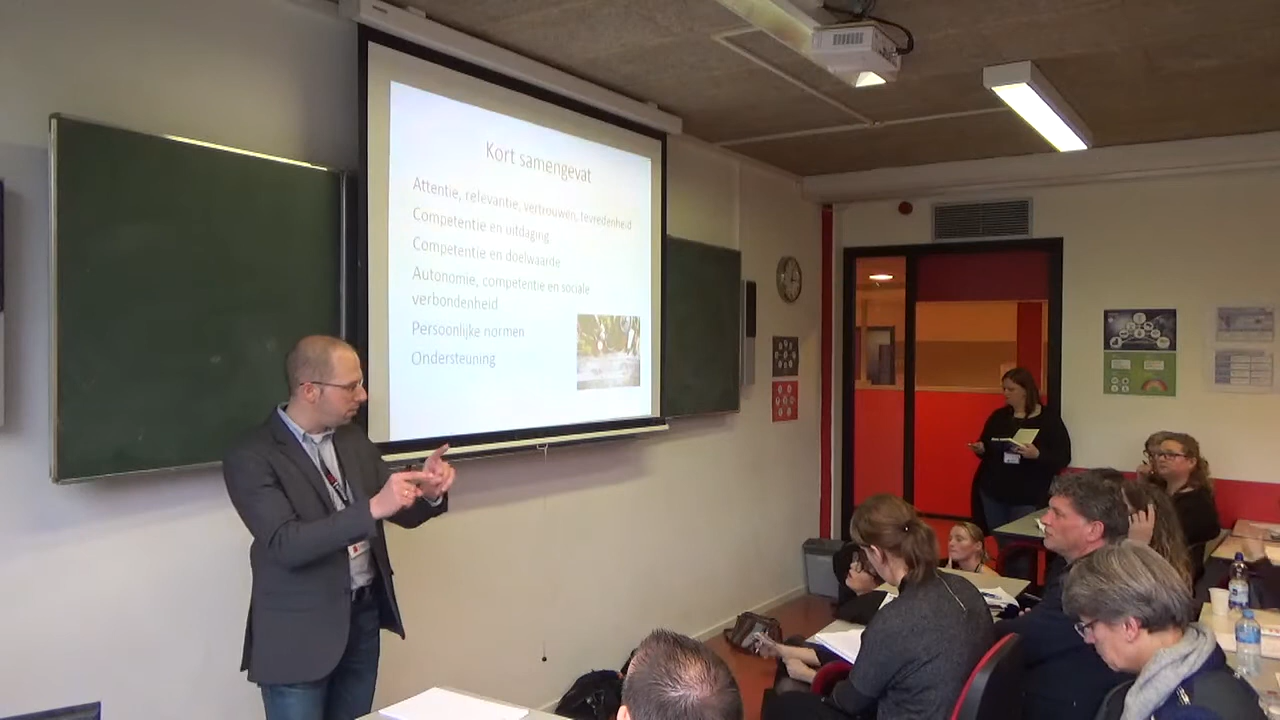 Kort samengevat
Attentie, relevantie, vertrouwen, tevredenheid
Competentie en uitdaging
Competentie en doelwaarde
Autonomie, competentie en sociale
verbondenheid
Persoonlijke normen
Ondersteuning